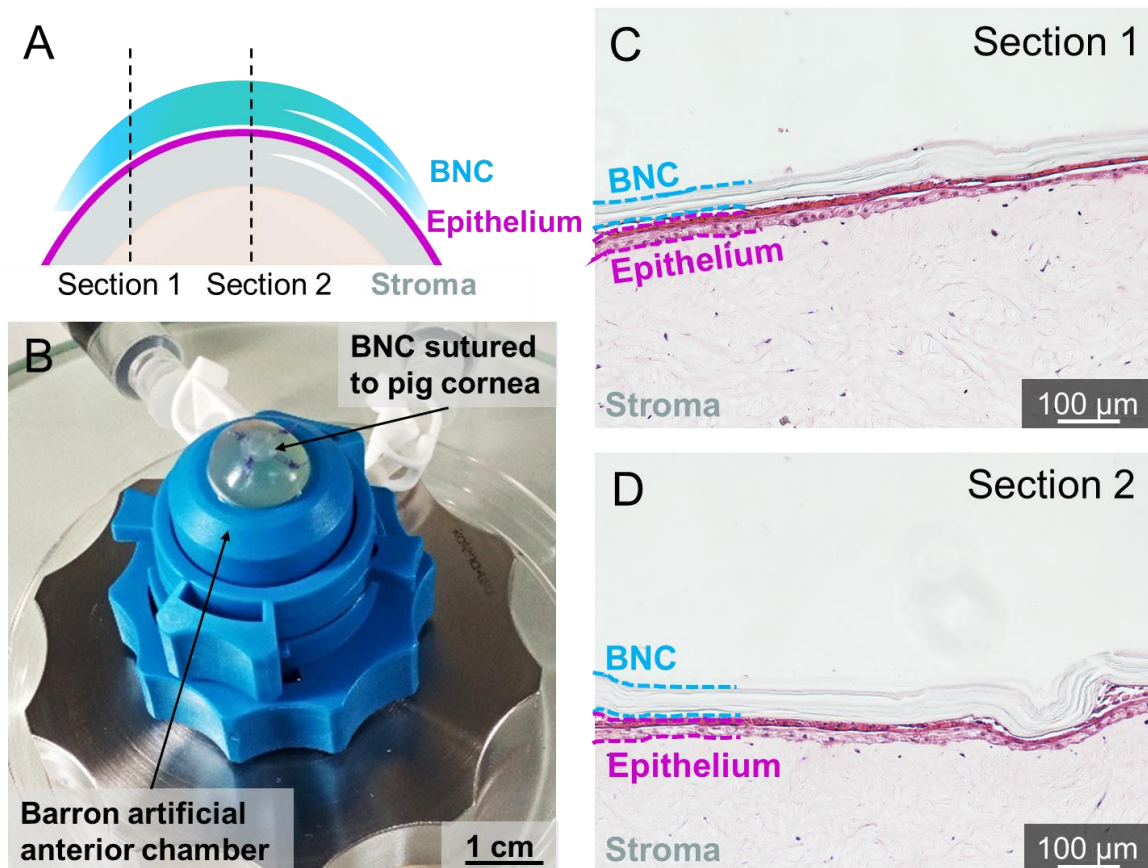 A
BNC
Epithelium
Section 1 Section 2 Stroma
B
BNC sutured
to pig cornea
Barron artificial
anterior chamber
1 cm
C
Section 1
BNC
Epithelium
Stroma
100 µm
D
Section 2
BNC
Epithelium
Stroma
100 µm